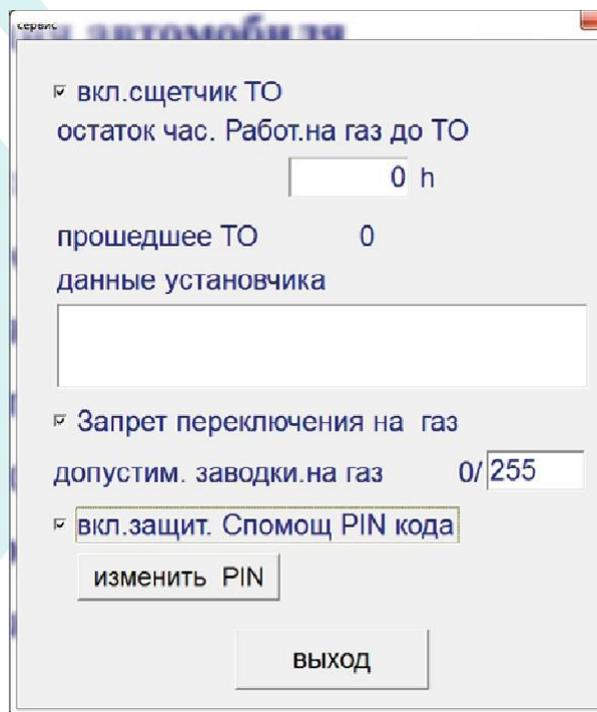 сервис
автомобиля
вкл.сщетчик ТО
остаток час. Работ.на газ до ТО
0 h
прошедшее ТО 0
данные установчика
Запрет переключения на газ
допустим. заводки.на газ 0/255
вкл.защит. Спомощ PIN кода
изменить PIN
выход